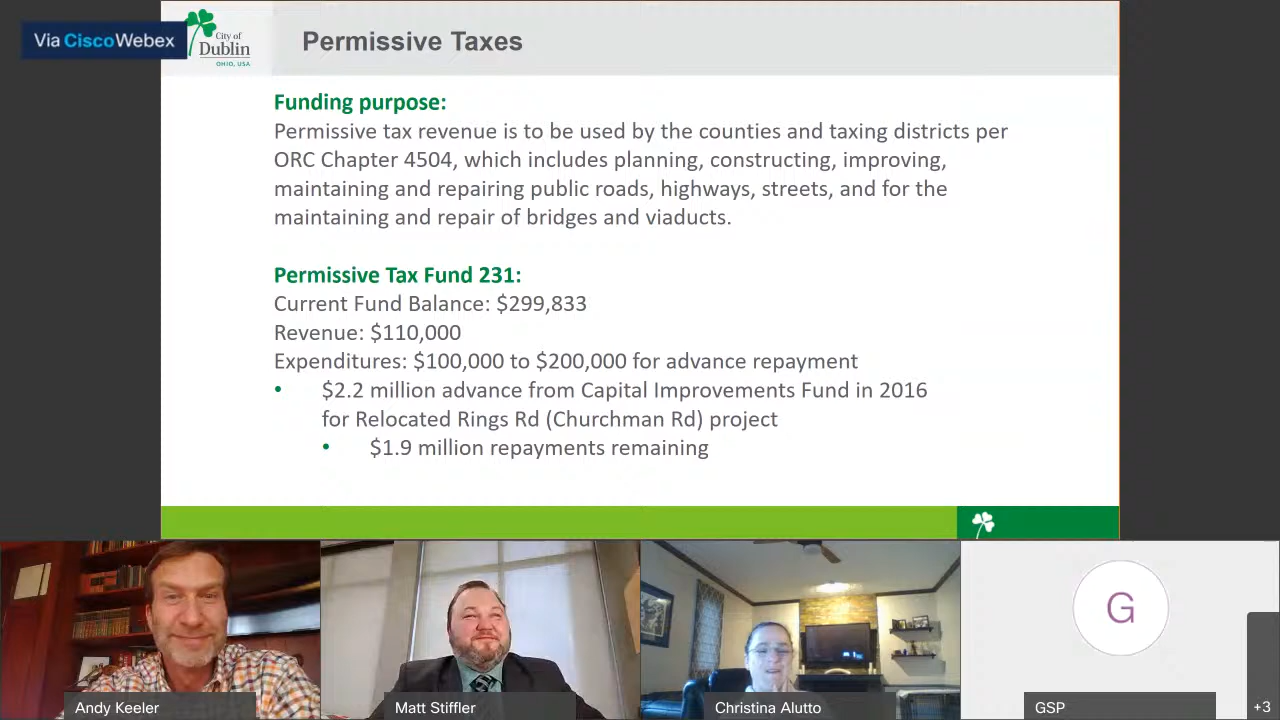 Via CiscoWebex
City of
Dublin
OHIO, USA
Permissive Taxes
Funding purpose:
Permissive tax revenue is to be used by the counties and taxing districts per
ORC Chapter 4504, which includes planning, constructing, improving,
maintaining and repairing public roads, highways, streets, and for the
maintaining and repair of bridges and viaducts.
Permissive Tax Fund 231:
Current Fund Balance: $299,833
Revenue: $110,000
Expenditures: $100,000 to $200,000 for advance repayment
• $2.2 million advance from Capital Improvements Fund in 2016
for Relocated Rings Rd (Churchman Rd) project
• $1.9 million repayments remaining
G
Andy Keeler
Matt Stiffler
Christina Alutto
GSP
+3